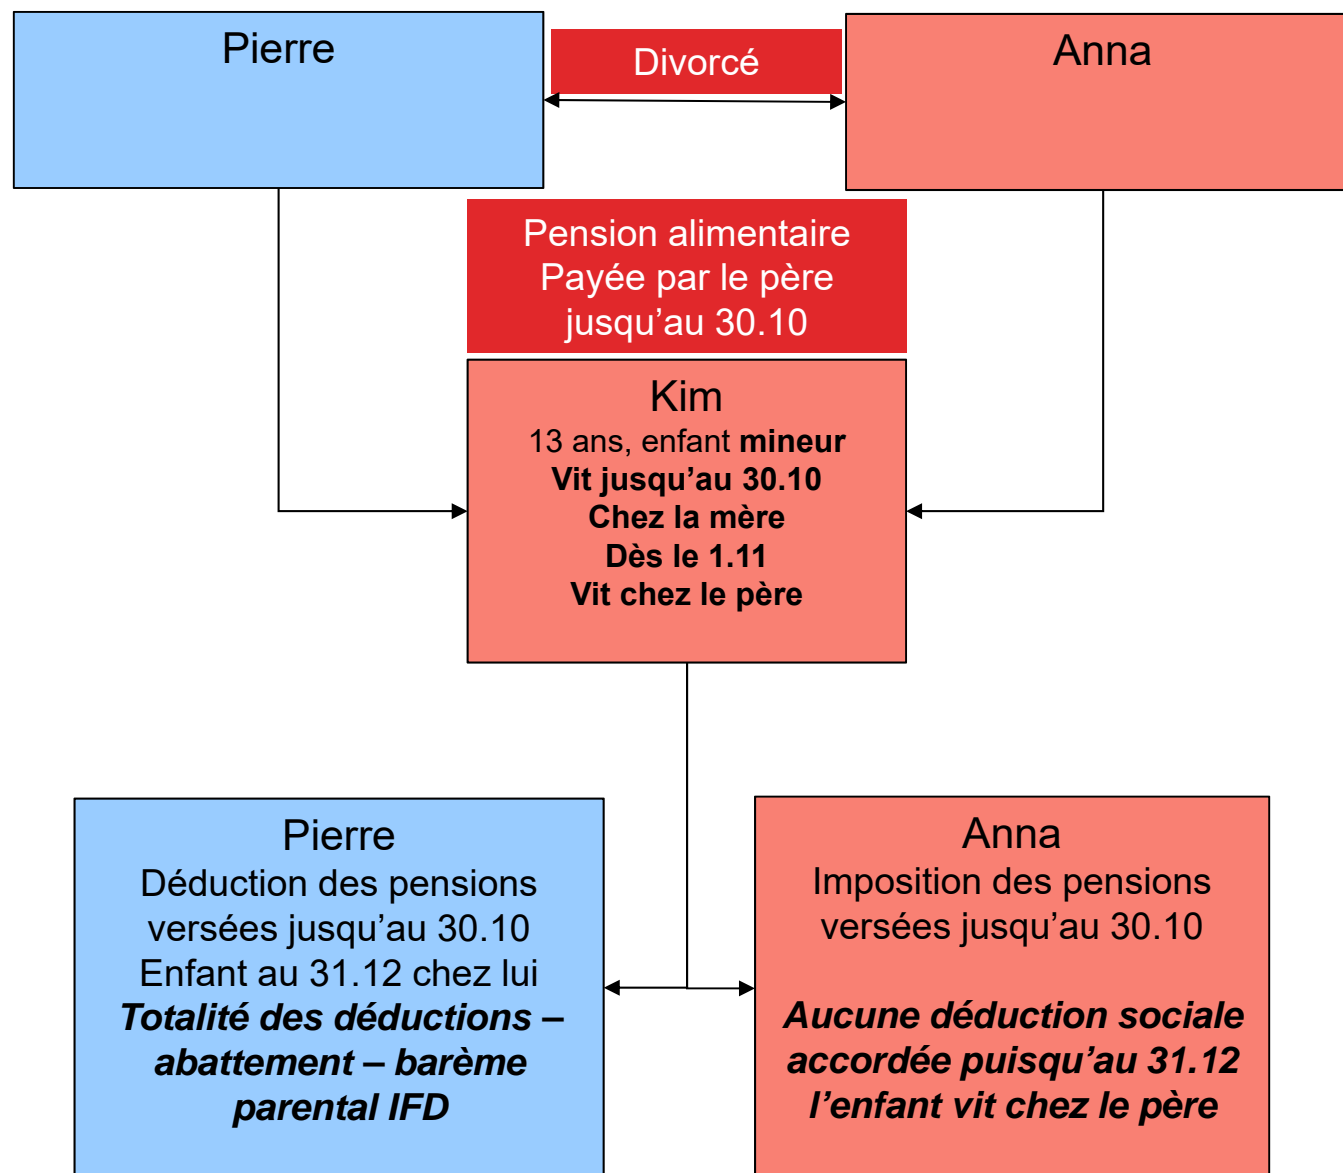 Pierre
Divorcé
Anna
Pension alimentaire
Payée par le père
jusqu’au 30.10
Kim
13 ans, enfant mineur
Vit jusqu’au 30.10
Chez la mère
Dès le 1.11
Vit chez le père
Pierre
Déduction des pensions
versées jusqu’au 30.10
Enfant au 31.12 chez lui
Totalité des déductions –
abattement – barème
parental IFD
Anna
Imposition des pensions
versées jusqu’au 30.10
Aucune déduction sociale
accordée puisqu’au 31.12
l’enfant vit chez le père